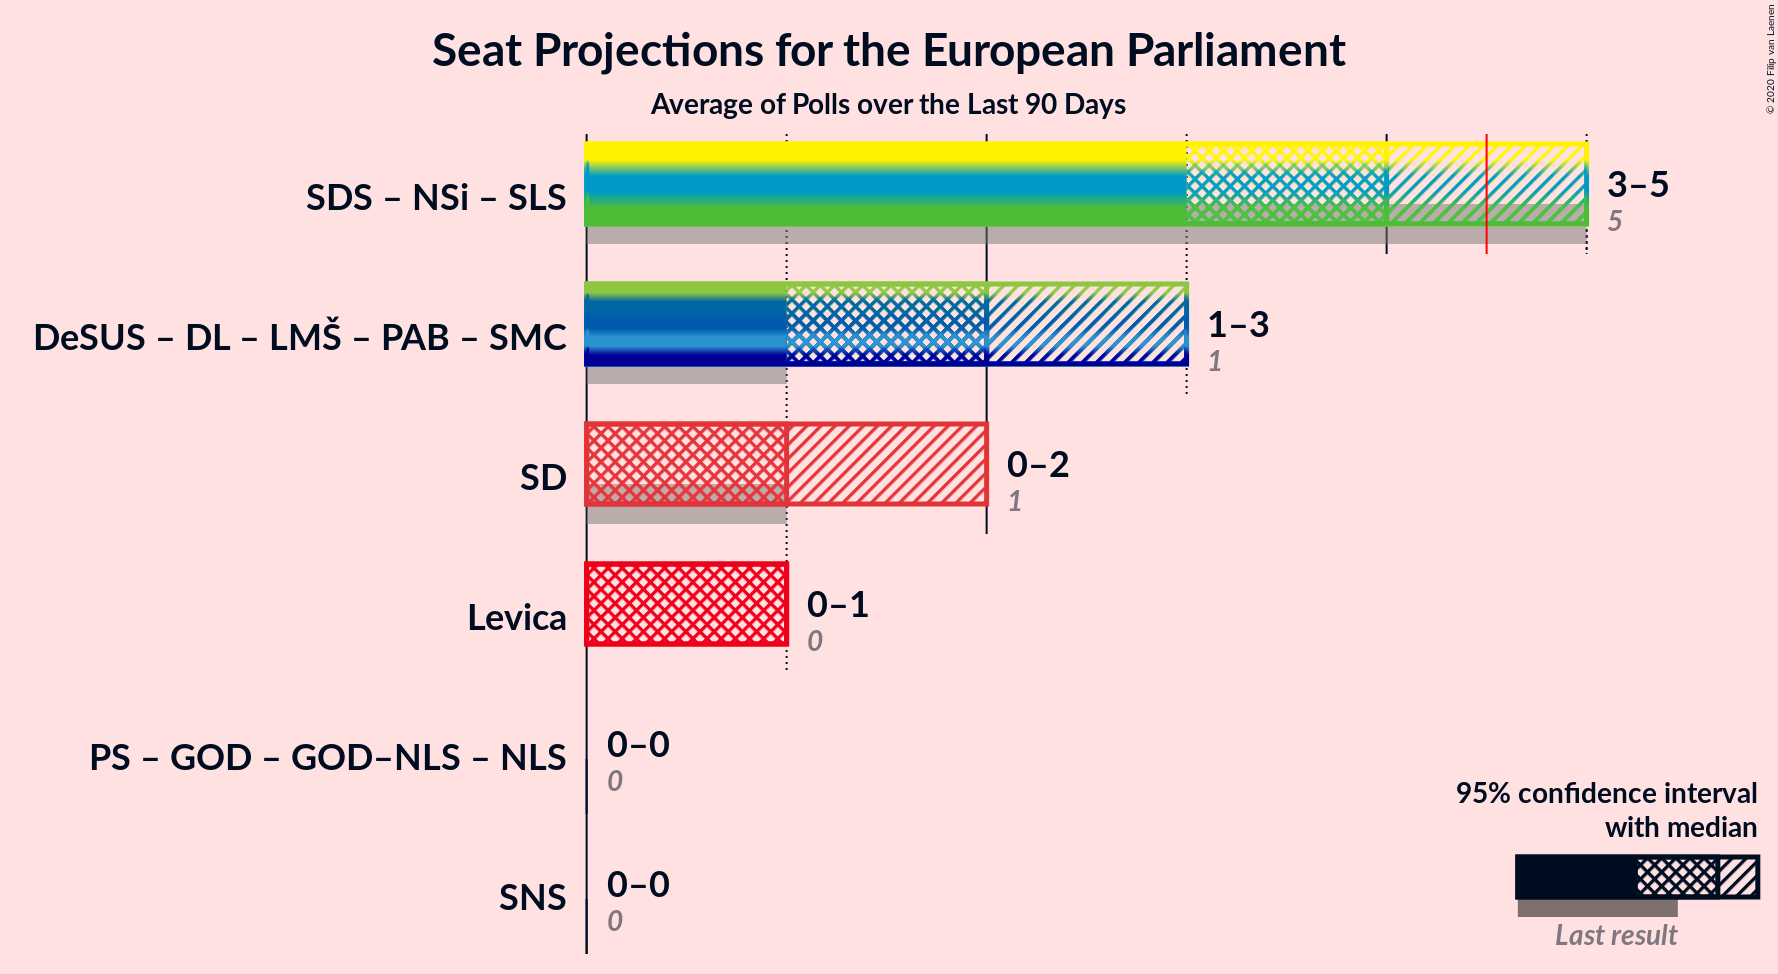 Seat Projections for the European Parliament
Average of Polls over the Last 90 Days
© 2020 Filip van Laenen
SDS – NSi – SLS
3–5
5
DeSUS – DL – LMŠ – PAB – SMC
1–3
1
SD
0–2
1
Levica
0–1
0
PS – GOD – GOD–NLS – NLS
0–0
0
SNS
0–0
0
95% confidence interval
with median
Last result